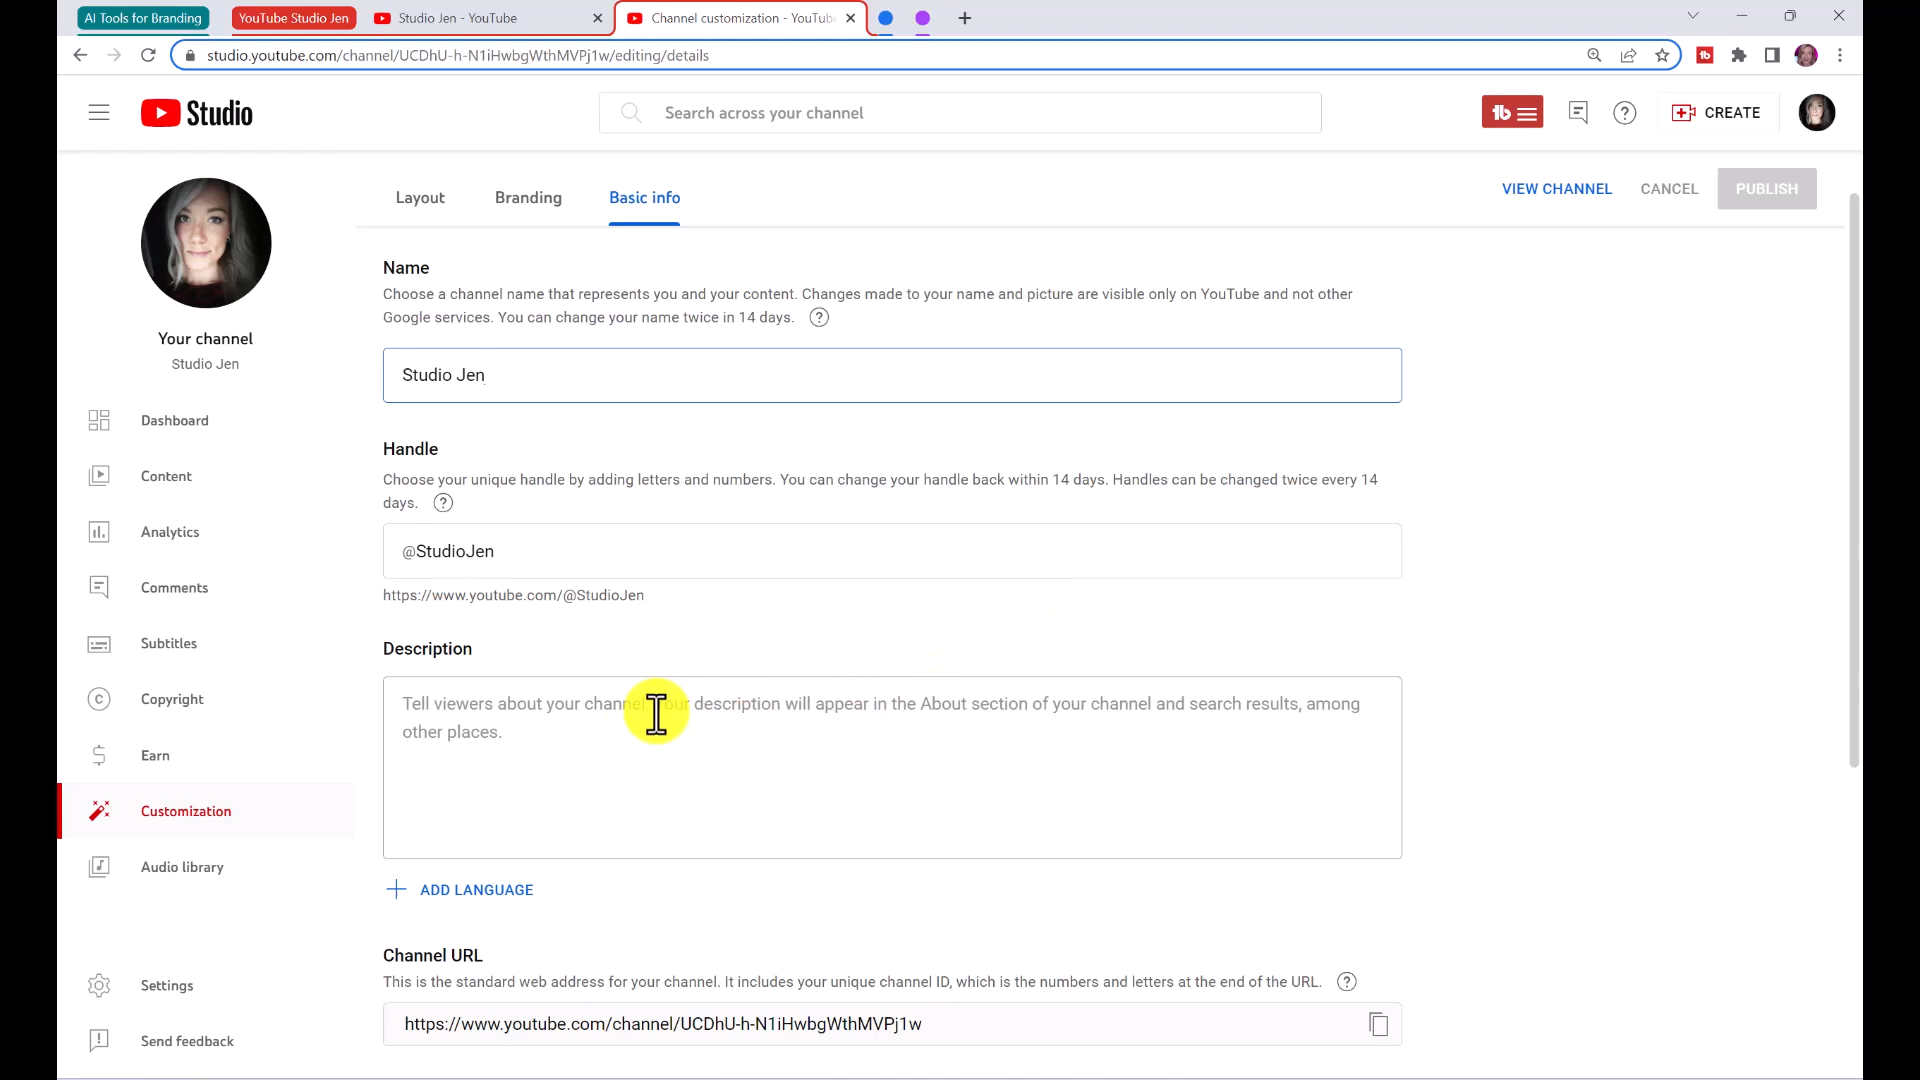 AI Tools for Branding
YouTube Studio Jen
Studio Jen - YouTube
Channel customization - YouTube
studio.youtube.com/channel/UCDhU-h-N1iHwbgWthMVPj1w/editing/details
Studio
Search across your channel
CREATE
Your channel
Studio Jen
Dashboard
Content
Analytics
Comments
Subtitles
Copyright
Earn
Customization
Audio library
Settings
Send feedback
Layout
Branding
Basic info
VIEW CHANNEL
CANCEL
PUBLISH
Name
Choose a channel name that represents you and your content. Changes made to your name and picture are visible only on YouTube and not other
Google services. You can change your name twice in 14 days.
Studio Jen
Handle
Choose your unique handle by adding letters and numbers. You can change your handle back within 14 days. Handles can be changed twice every 14
days.
@StudioJen
https://www.youtube.com/@StudioJen
Description
Tell viewers about your channel. Your description will appear in the About section of your channel and search results, among
other places.
ADD LANGUAGE
Channel URL
This is the standard web address for your channel. It includes your unique channel ID, which is the numbers and letters at the end of the URL.
https://www.youtube.com/channel/UCDhU-h-N1iHwbgWthMVPj1w